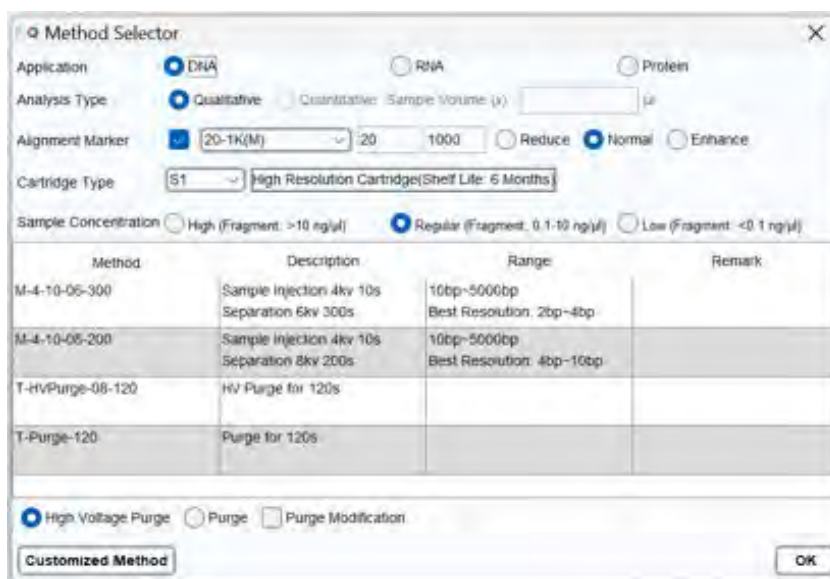 Method Selector
Application DNA RNA Protein
Analysis Type Qualitative Quantitative Sample Volume (μl) μl
Alignment Marker 20-1K(M) 20 1000 Reduce Normal Enhance
Cartridge Type S1 High Resolution Cartridge(Shelf Life: 6 Months)
Sample Concentration High (Fragment: >10 ng/μl) Regular (Fragment: 0.1-10 ng/μl) Low (Fragment: <0.1 ng/μl)
Method Description Range Remark
M-4-10-06-300 Sample Injection 4kv 10s 10bp~5000bp
Separation 6kv 300s Best Resolution: 2bp~4bp
Sample Injection 4kv 10s 10bp~5000bp
Separation 8kv 200s Best Resolution: 4bp~10bp
T-HVPurge-08-120 HV Purge for 120s
T-Purge-120 Purge for 120s
High Voltage Purge Purge Purge Modification
Customized Method OK